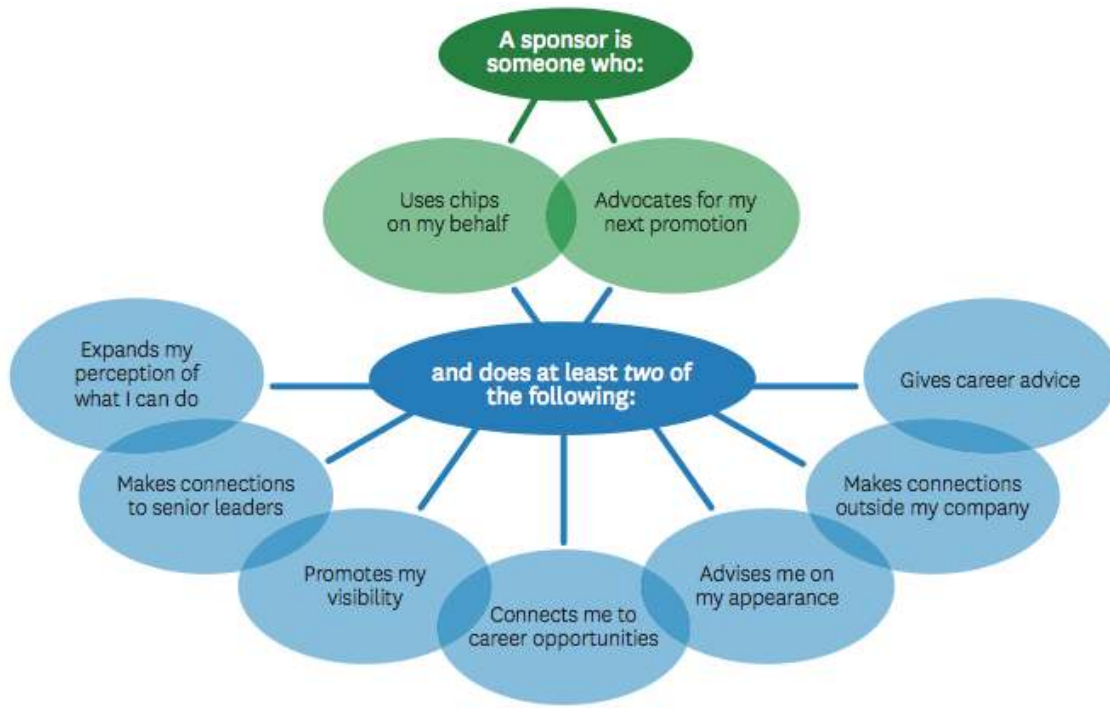 A sponsor is
someone who:
Uses chips
on my behalf
Advocates for my
next promotion
and does at least two of
the following:
Expands my
perception of
what I can do
Makes connections
to senior leaders
Promotes my
visibility
Connects me to
career opportunities
Advises me on
my appearance
Makes connections
outside my company
Gives career advice